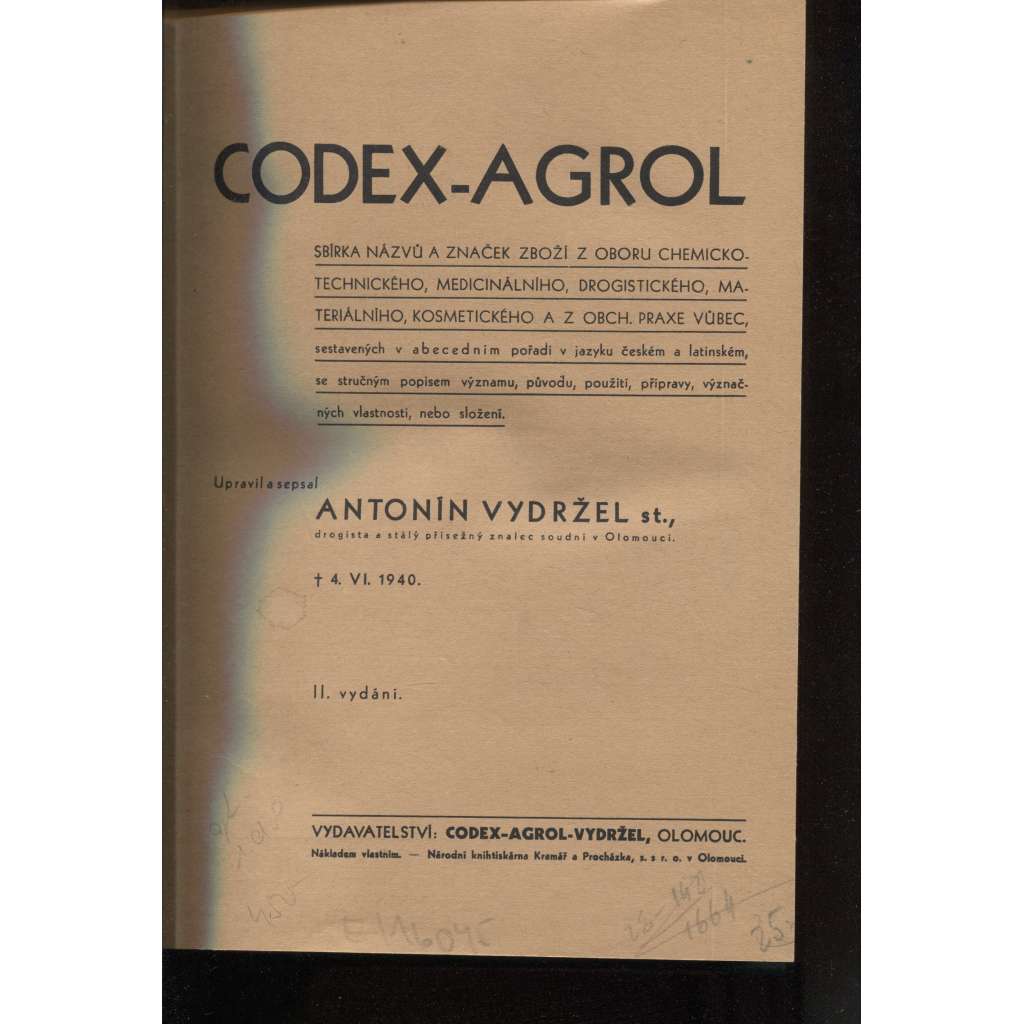 CODEX-AGROL
SBÍRKA NÁZVŮ A ZNAČEK ZBOŽÍ Z OBORU CHEMICKO-
TECHNICKÉHO, MEDICINÁLNÍHO, DROGISTICKÉHO, MA-
TERIÁLNÍHO, KOSMETICKÉHO A Z OBCH. PRAXE VŮBEC,
sestavených v abecedním pořadí v jazyku českém a latinském,
se stručným popisem významu, původu, použití, přípravy, význač-
ných vlastností, nebo složení.
Upravil a sepsal
ANTONÍN VYDRŽEL st.,
drogista a stálý přísežný znalec soudní v Olomouci.
† 4. VI. 1940.
II. vydání.
VYDAVATELSTVÍ: CODEX-AGROL-VYDRŽEL, OLOMOUC.
Nákladem vlastním. — Národní knihtiskárna Kramář a Procházka, s. s r. o. v Olomouci.
25